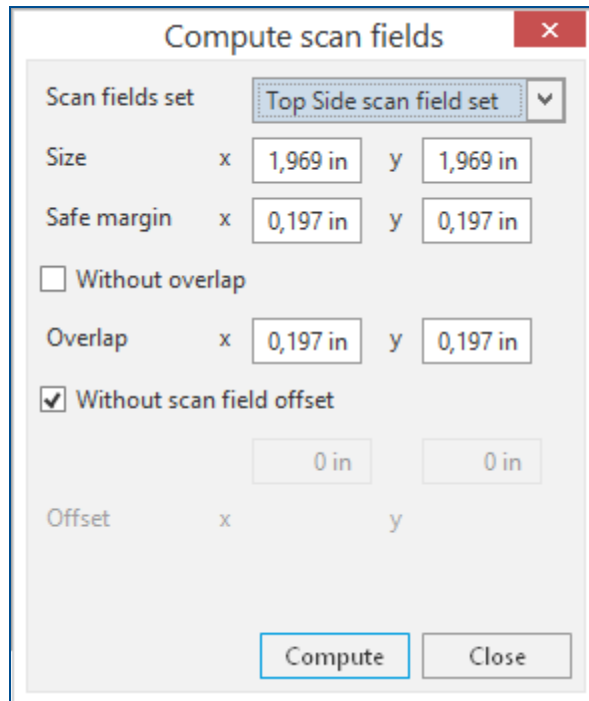 Compute scan fields
Scan fields set Top Side scan field set
Size x 1,969 in y 1,969 in
Safe margin x 0,197 in y 0,197 in
Without overlap
Overlap x 0,197 in y 0,197 in
Without scan field offset
0 in 0 in
Offset x y
Compute Close